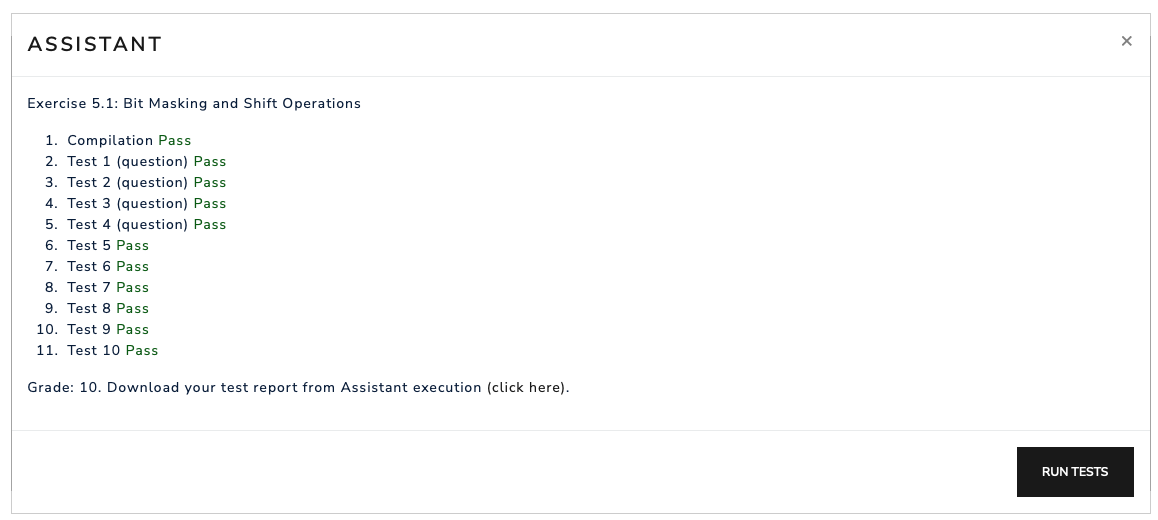 ASSISTANT
×
Exercise 5.1: Bit Masking and Shift Operations
1. Compilation Pass
2. Test 1 (question) Pass
3. Test 2 (question) Pass
4. Test 3 (question) Pass
5. Test 4 (question) Pass
6. Test 5 Pass
7. Test 6 Pass
8. Test 7 Pass
9. Test 8 Pass
10. Test 9 Pass
11. Test 10 Pass
Grade: 10. Download your test report from Assistant execution (click here).
RUN TESTS